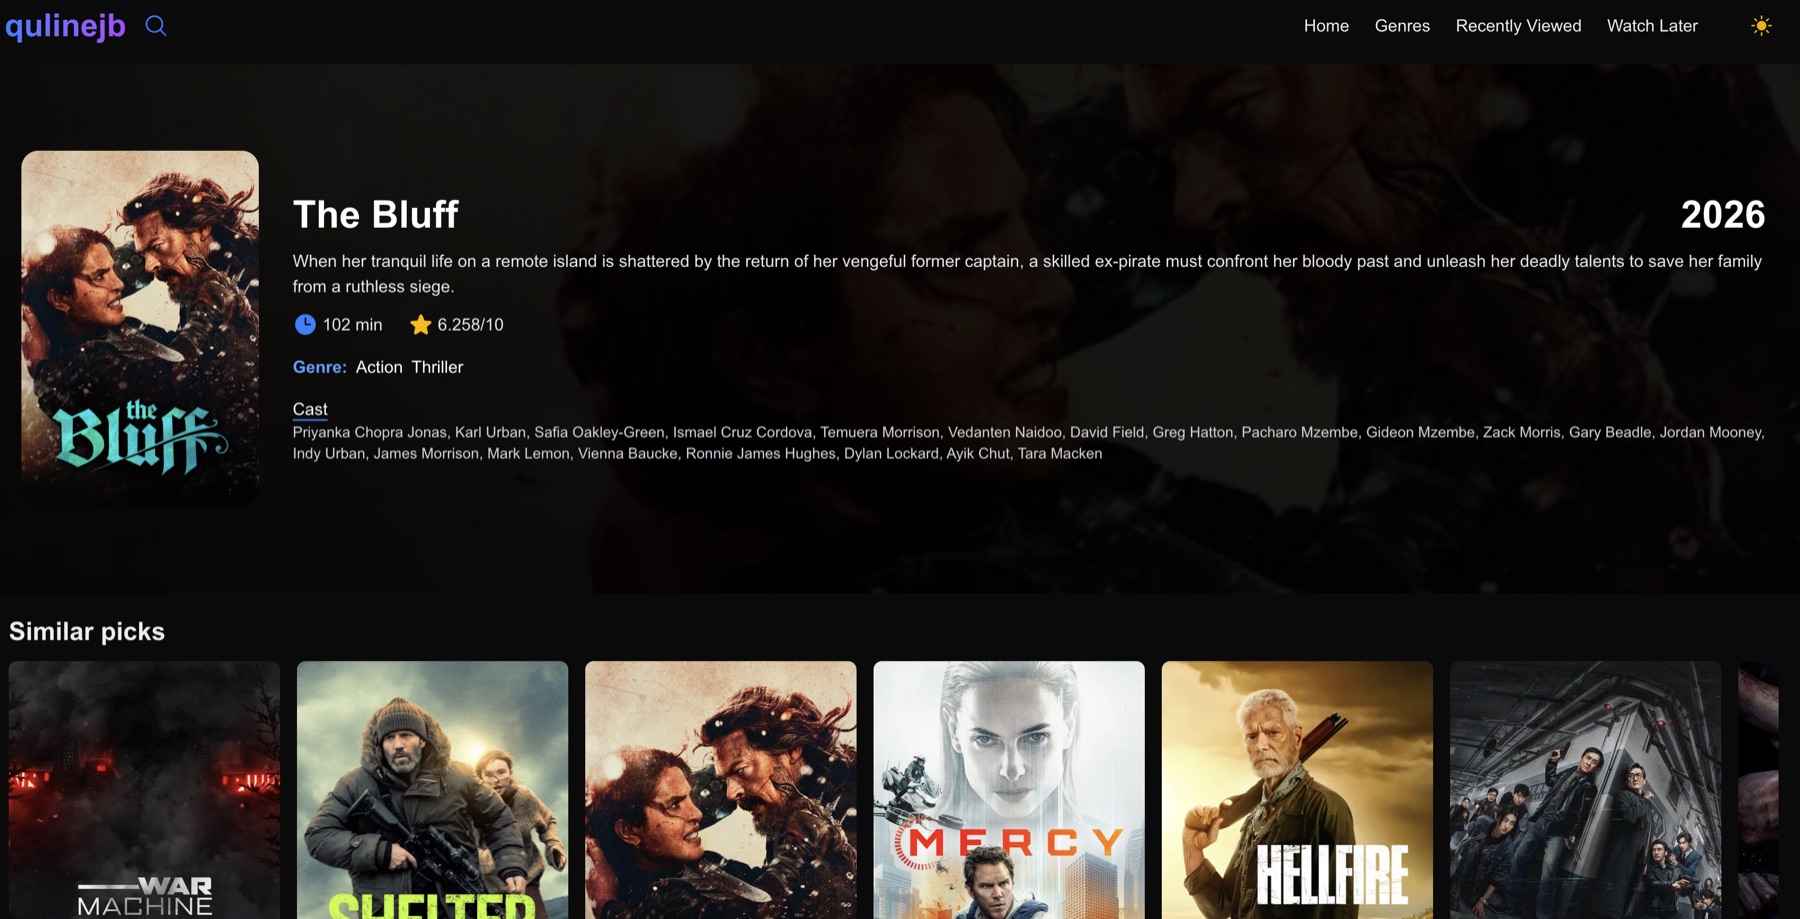 qulinejb
Home Genres Recently Viewed Watch Later
The Bluff
2026
When her tranquil life on a remote island is shattered by the return of her vengeful former captain, a skilled ex-pirate must confront her bloody past and unleash her deadly talents to save her family
from a ruthless siege.
102 min 6.258/10
Genre: Action Thriller
Cast
Priyanka Chopra Jonas, Karl Urban, Safia Oakley-Green, Ismael Cruz Cordova, Temuera Morrison, Vedanten Naidoo, David Field, Greg Hatton, Pacharo Mzembe, Gideon Mzembe, Zack Morris, Gary Beadle, Jordan Mooney,
Indy Urban, James Morrison, Mark Lemon, Vienna Baucke, Ronnie James Hughes, Dylan Lockard, Ayik Chut, Tara Macken
the
Bluff
Similar picks
WAR
MACHINE
SHELTER
MERCY
HELLFIRE